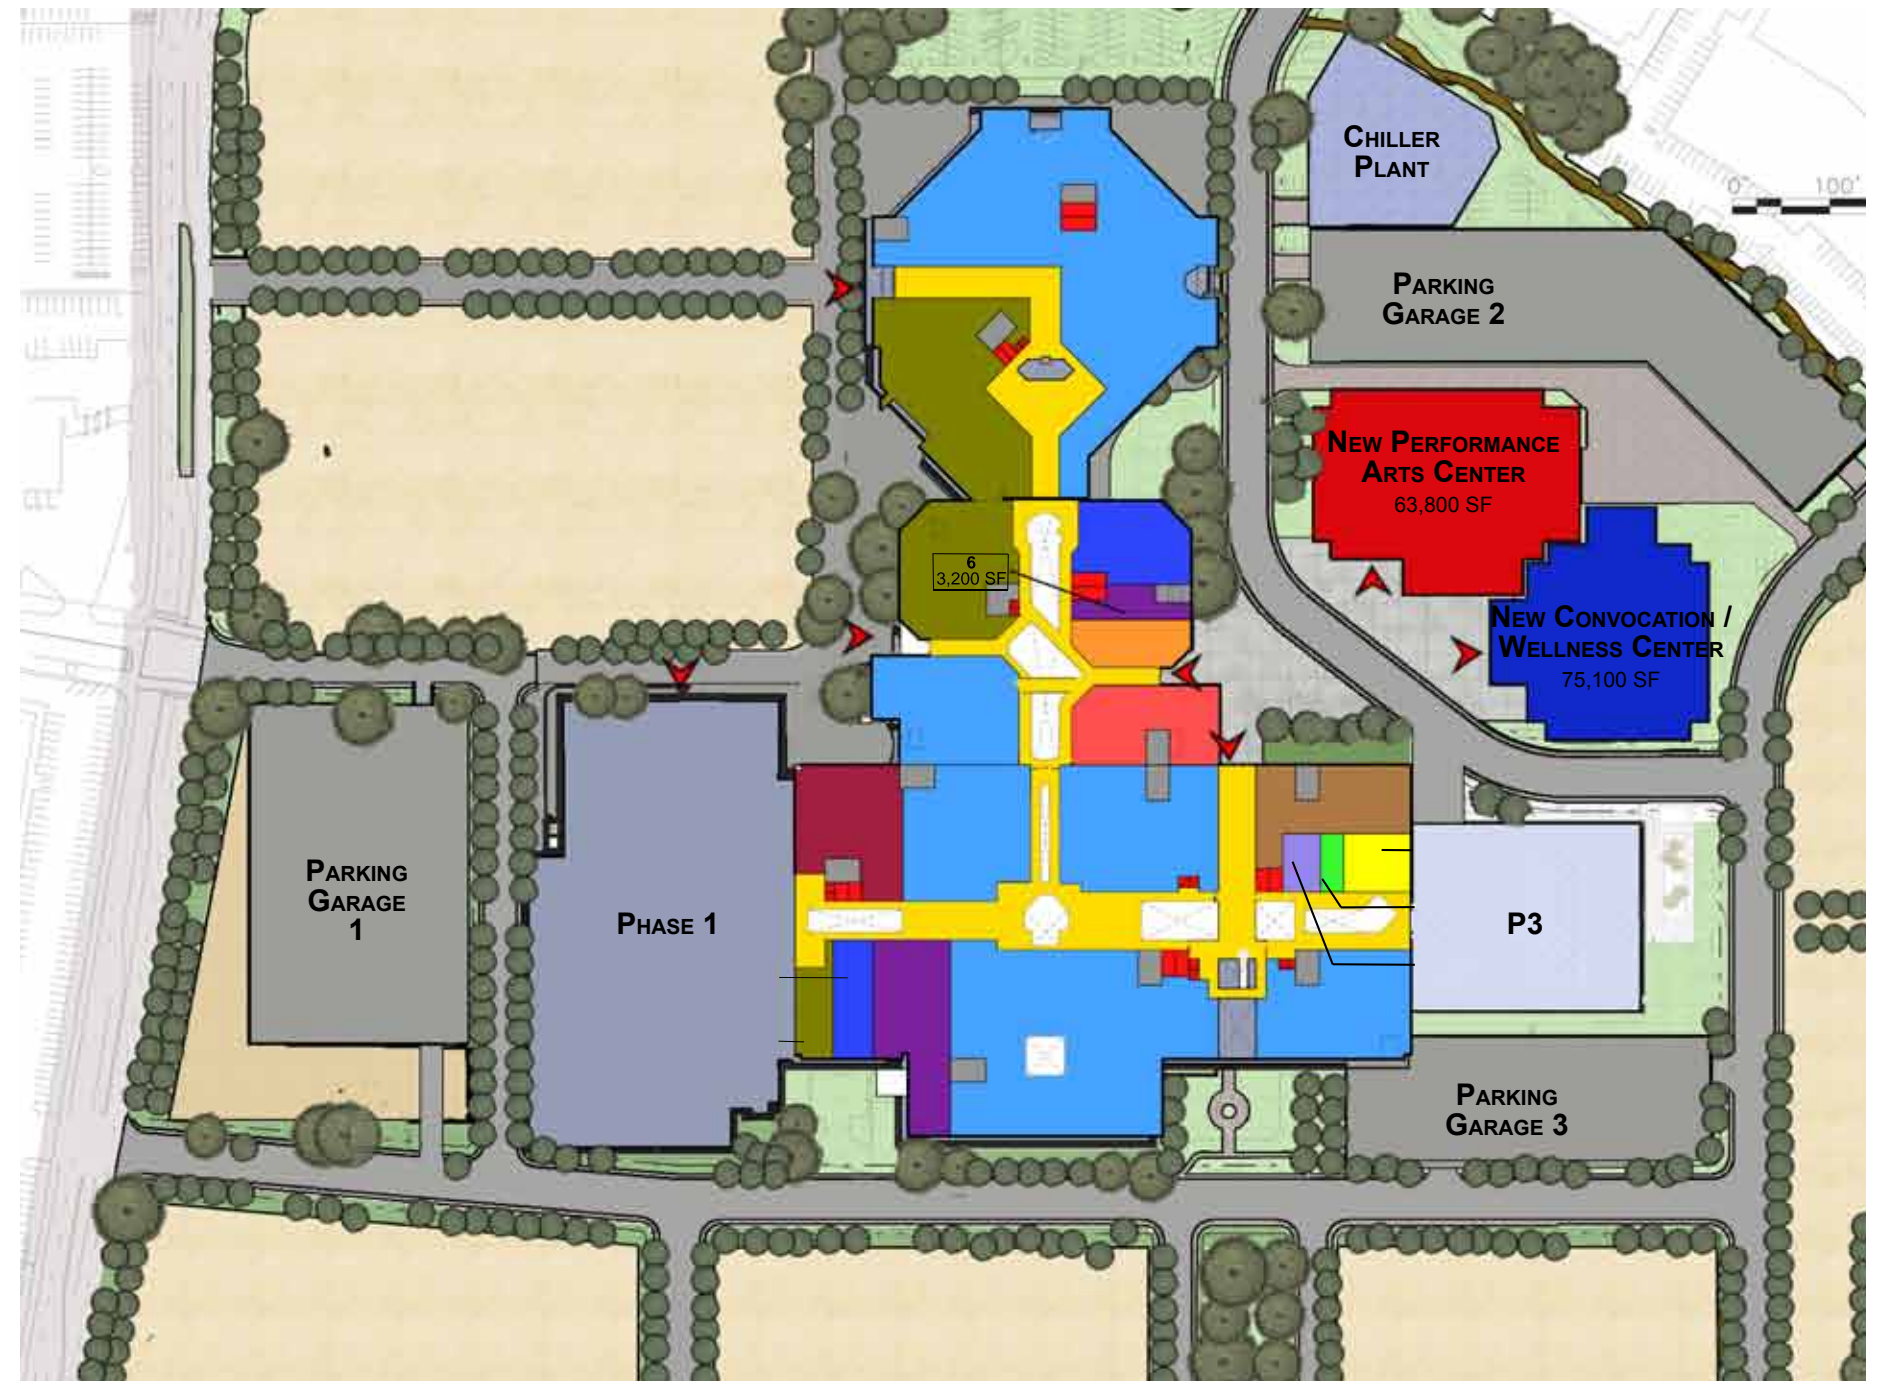 Chiller
Plant
0' 100'
Parking
Garage 2
New Performance
Arts Center
63,800 SF
6
3,200 SF
New Convocation /
Wellness Center
75,100 SF
Parking
Garage
1
Phase 1
P3
Parking
Garage 3